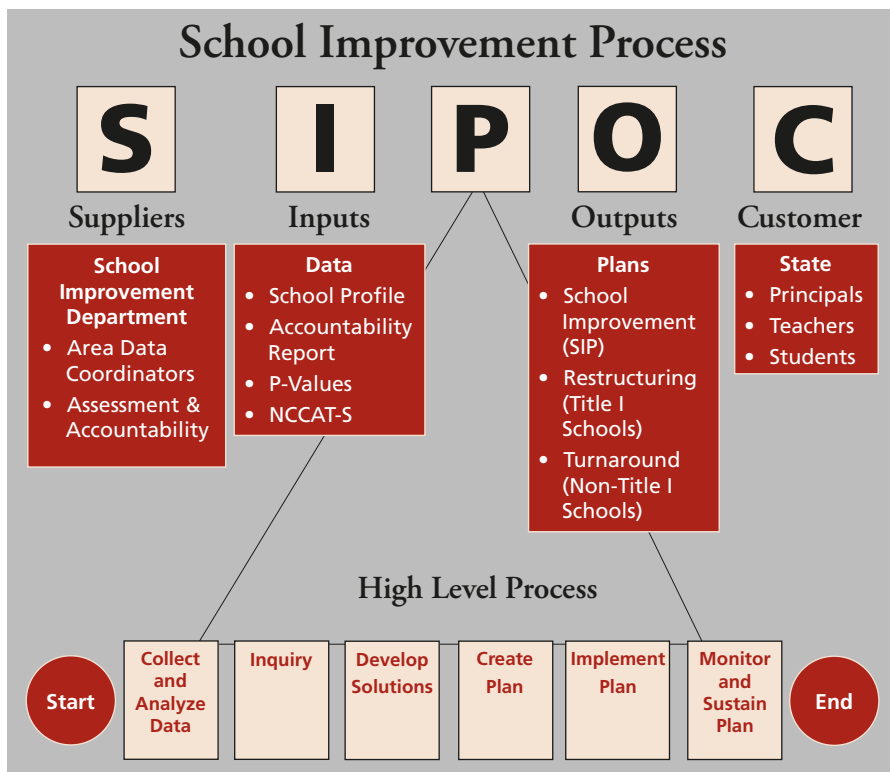 School Improvement Process
S
I
P
O
C
Suppliers
Inputs
Outputs
Customer
School
Improvement
Department
• Area Data
Coordinators
• Assessment &
Accountability
Data
• School Profile
• Accountability
Report
• P-Values
• NCCAT-S
Plans
• School
Improvement
(SIP)
• Restructuring
(Title I
Schools)
• Turnaround
(Non-Title I
Schools)
State
• Principals
• Teachers
• Students
High Level Process
Start
Collect
and
Analyze
Data
Inquiry
Develop
Solutions
Create
Plan
Implement
Plan
Monitor
and
Sustain
Plan
End